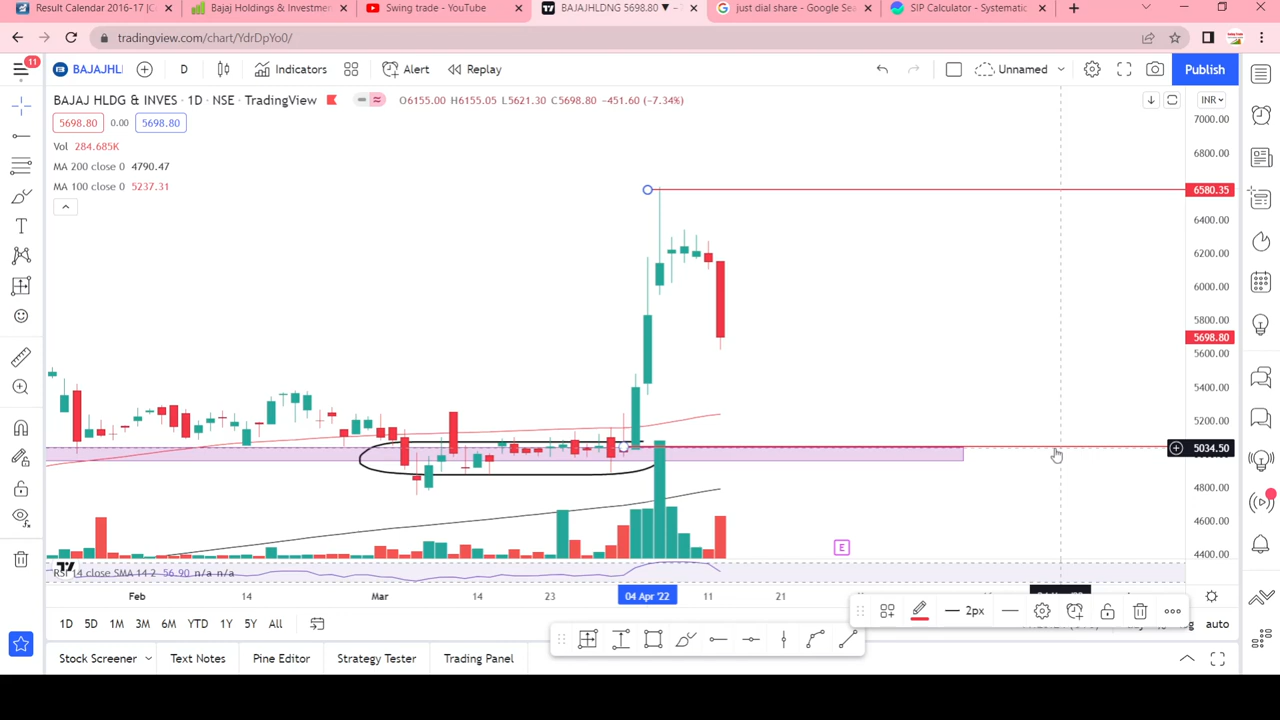 Result Calendar 2016-17 |C
Bajaj Holdings & Investment
Swing trade - YouTube
BAJAJHLDNG 5698.80 ▼ -
just dial share - Google Sea
SIP Calculator - Systematic
tradingview.com/chart/YdrDpYo0/
11
BAJAJHLI
D
Indicators
Alert
Replay
Unnamed
Publish
BAJAJ HLDG & INVES · 1D · NSE · TradingView
O6155.00 H6155.05 L5621.30 C5698.80 -451.60 (-7.34%)
INR
5698.80
0.00
5698.80
Vol 284.685K
MA 200 close 0 4790.47
MA 100 close 0 5237.31
7000.00
6800.00
6580.35
6400.00
6200.00
6000.00
5800.00
5698.80
5600.00
5400.00
5200.00
5034.50
4800.00
4600.00
4400.00
E
RSI 14 close SMA 14 2 56.90 n/a n/a
Feb
14
Mar
14
23
04 Apr '22
11
21
2px
1D
5D
1M
3M
6M
YTD
1Y
5Y
All
auto
Stock Screener
Text Notes
Pine Editor
Strategy Tester
Trading Panel